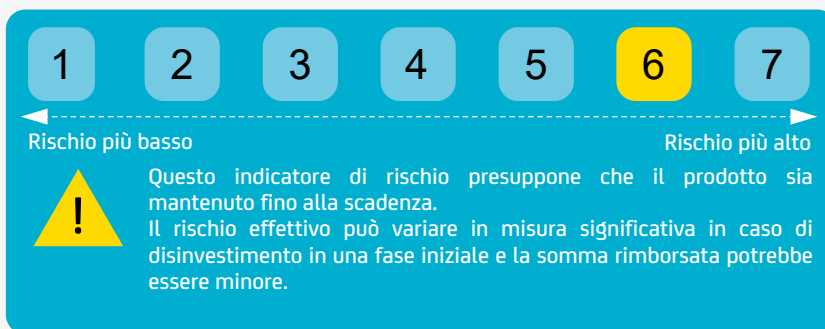 1 2 3 4 5 6 7
Rischio più basso Rischio più alto
Questo indicatore di rischio presuppone che il prodotto sia
mantenuto fino alla scadenza.
Il rischio effettivo può variare in misura significativa in caso di
disinvestimento in una fase iniziale e la somma rimborsata potrebbe
essere minore.
!